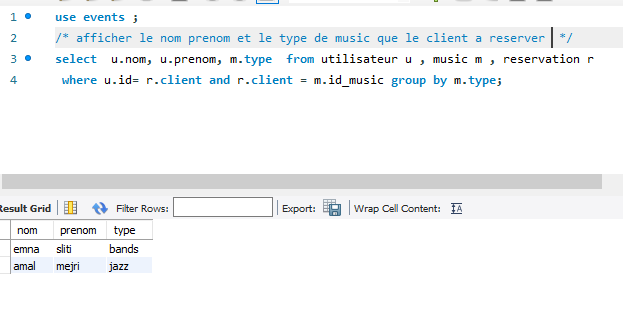 1 use events ;
2 /* afficher le nom prenom et le type de music que le client a reserver */
3 select u.nom, u.prenom, m.type from utilisateur u , music m , reservation r
4 where u.id= r.client and r.client = m.id_music group by m.type;
Result Grid Filter Rows: Export: Wrap Cell Content: IA
nom prenom type
emna sliti bands
amal mejri jazz